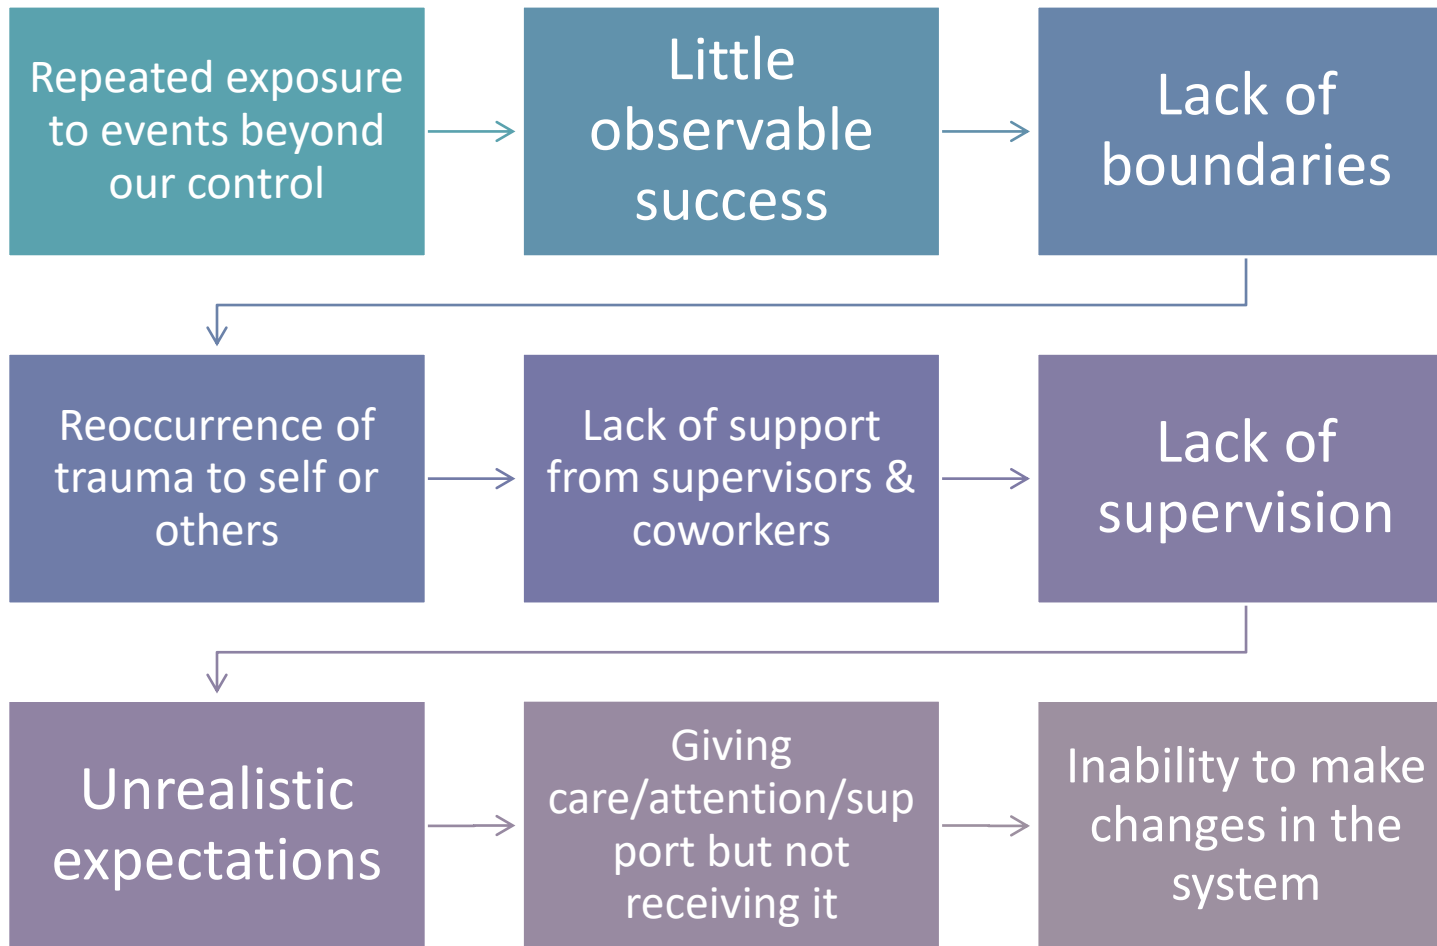 Repeated exposure
to events beyond
our control
Little
observable
success
Lack of
boundaries
Reoccurrence of
trauma to self or
others
Lack of support
from supervisors &
coworkers
Lack of
supervision
Unrealistic
expectations
Giving
care/attention/sup
port but not
receiving it
Inability to make
changes in the
system